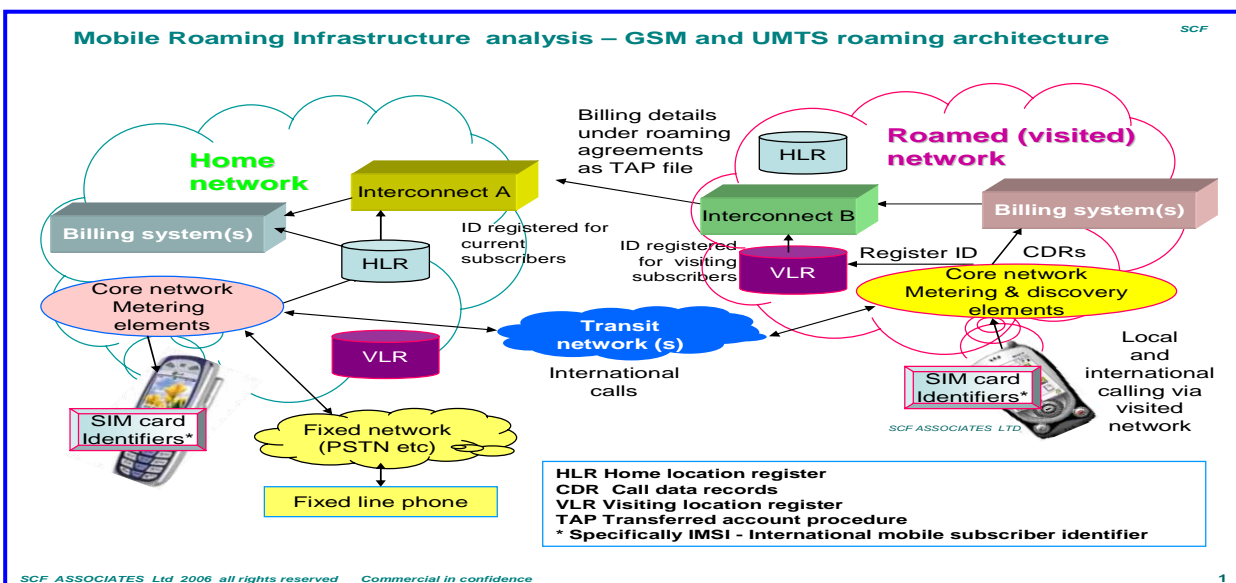 Mobile Roaming Infrastructure analysis – GSM and UMTS roaming architecture
SCF
Home
network
Billing system(s)
Interconnect A
HLR
ID registered for
current
subscribers
Core network
Metering
elements
VLR
SIM card
Identifiers*
Fixed network
(PSTN etc)
Fixed line phone
Billing details
under roaming
agreements
as TAP file
Transit
network (s)
International
calls
Roamed (visited)
network
HLR
Interconnect B
Billing system(s)
ID registered
for visiting
subscribers
VLR
Register ID
CDRs
Core network
Metering & discovery
elements
SIM card
Identifiers*
SCF ASSOCIATES LTD
Local
and
international
calling via
visited
network
HLR Home location register
CDR Call data records
VLR Visiting location register
TAP Transferred account procedure
* Specifically IMSI - International mobile subscriber identifier
SCF ASSOCIATES Ltd 2006 all rights reserved Commercial in confidence
1